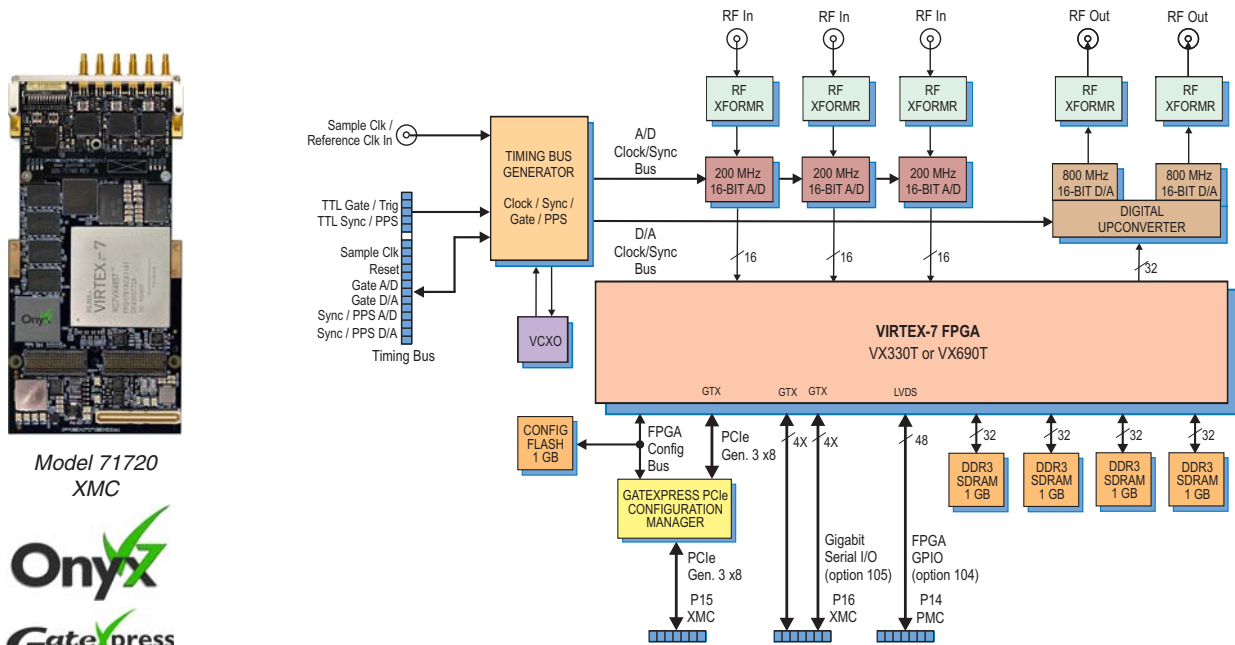 Model 71720
XMC
Onyx7
GateXpress
RF In
RF In
RF In
RF Out
RF Out
RF
XFORMR
RF
XFORMR
RF
XFORMR
RF
XFORMR
RF
XFORMR
Sample Clk /
Reference Clk In
TIMING BUS
GENERATOR
Clock / Sync /
Gate / PPS
A/D
Clock/Sync
Bus
200 MHz
16-BIT A/D
200 MHz
16-BIT A/D
200 MHz
16-BIT A/D
800 MHz
16-BIT D/A
800 MHz
16-BIT D/A
DIGITAL
UPCONVERTER
TTL Gate / Trig
TTL Sync / PPS
Sample Clk
Reset
Gate A/D
Gate D/A
Sync / PPS A/D
Sync / PPS D/A
Timing Bus
D/A
Clock/Sync
Bus
16
16
16
32
VCXO
VIRTEX-7 FPGA
VX330T or VX690T
GTX
GTX
GTX
LVDS
CONFIG
FLASH
1 GB
FPGA
Config
Bus
PCIe
Gen. 3 x8
4X
4X
48
32
32
32
32
DDR3
SDRAM
1 GB
DDR3
SDRAM
1 GB
DDR3
SDRAM
1 GB
DDR3
SDRAM
1 GB
GATEXPRESS PCIe
CONFIGURATION
MANAGER
PCIe
Gen. 3 x8
Gigabit
Serial I/O
(option 105)
FPGA
GPIO
(option 104)
P15
XMC
P16
XMC
P14
PMC
VIRTEX-7
Onyx